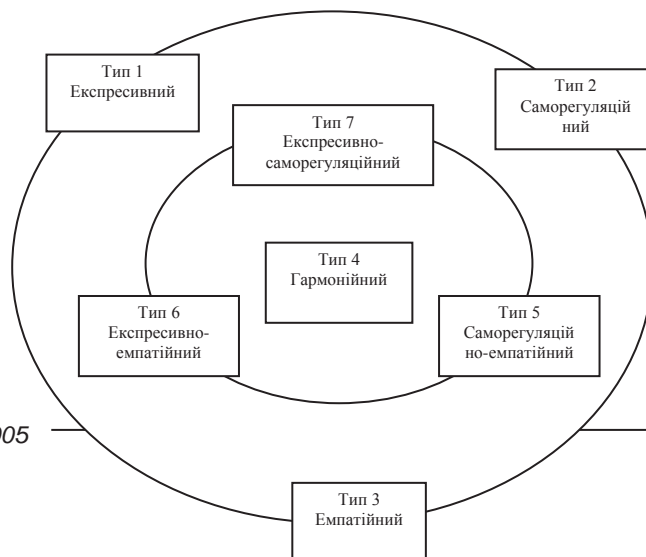 Тип 1
Експресивний
Тип 2
Саморегуляцій
ний
Тип 7
Експресивно-
саморегуляційний
Тип 4
Гармонійний
Тип 6
Експресивно-
емпатійний
Тип 5
Саморегуляцій
но-емпатійний
005
Тип 3
Емпатійний